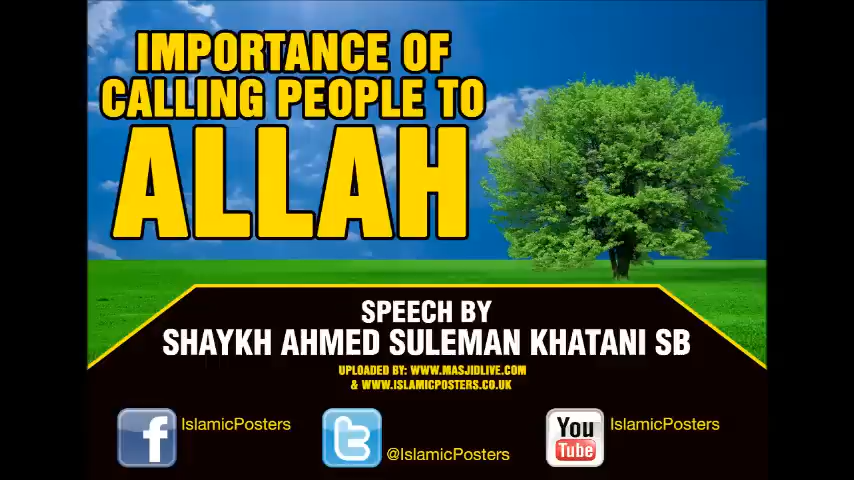 IMPORTANCE OF
CALLING PEOPLE TO
ALLAH
SPEECH BY
SHAYKH AHMED SULEMAN KHATANI SB
UPLOADED BY: WWW.MASJIDLIVE.COM
& WWW.ISLAMICPOSTERS.CO.UK
f IslamicPosters
t @IslamicPosters
You Tube IslamicPosters